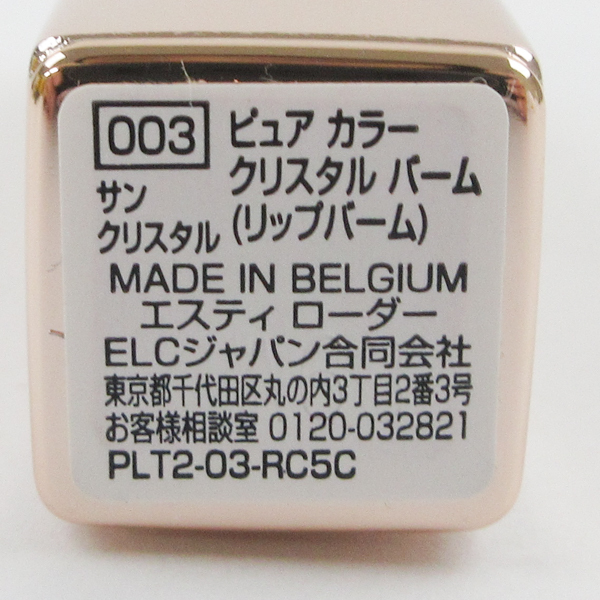 003
サン
クリスタル
ピュア カラー
クリスタル バーム
(リップバーム)
MADE IN BELGIUM
エスティ ローダー
ELCジャパン合同会社
東京都千代田区丸の内3丁目2番3号
お客様相談室 0120-032821
PLT2-03-RC5C